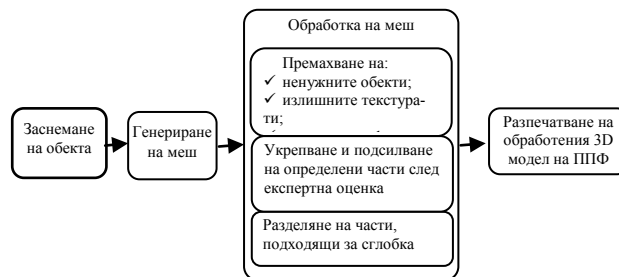 Заснемане
на обекта
Генериране
на меш
Обработка на меш
Премахване на:
✓ ненужните обекти;
✓ излишните текстура-
ти;
Укрепване и подсилване
на определени части след
експертна оценка
Разделяне на части,
подходящи за сглобка
Разпечатване на
обработения 3D
модел на ППФ